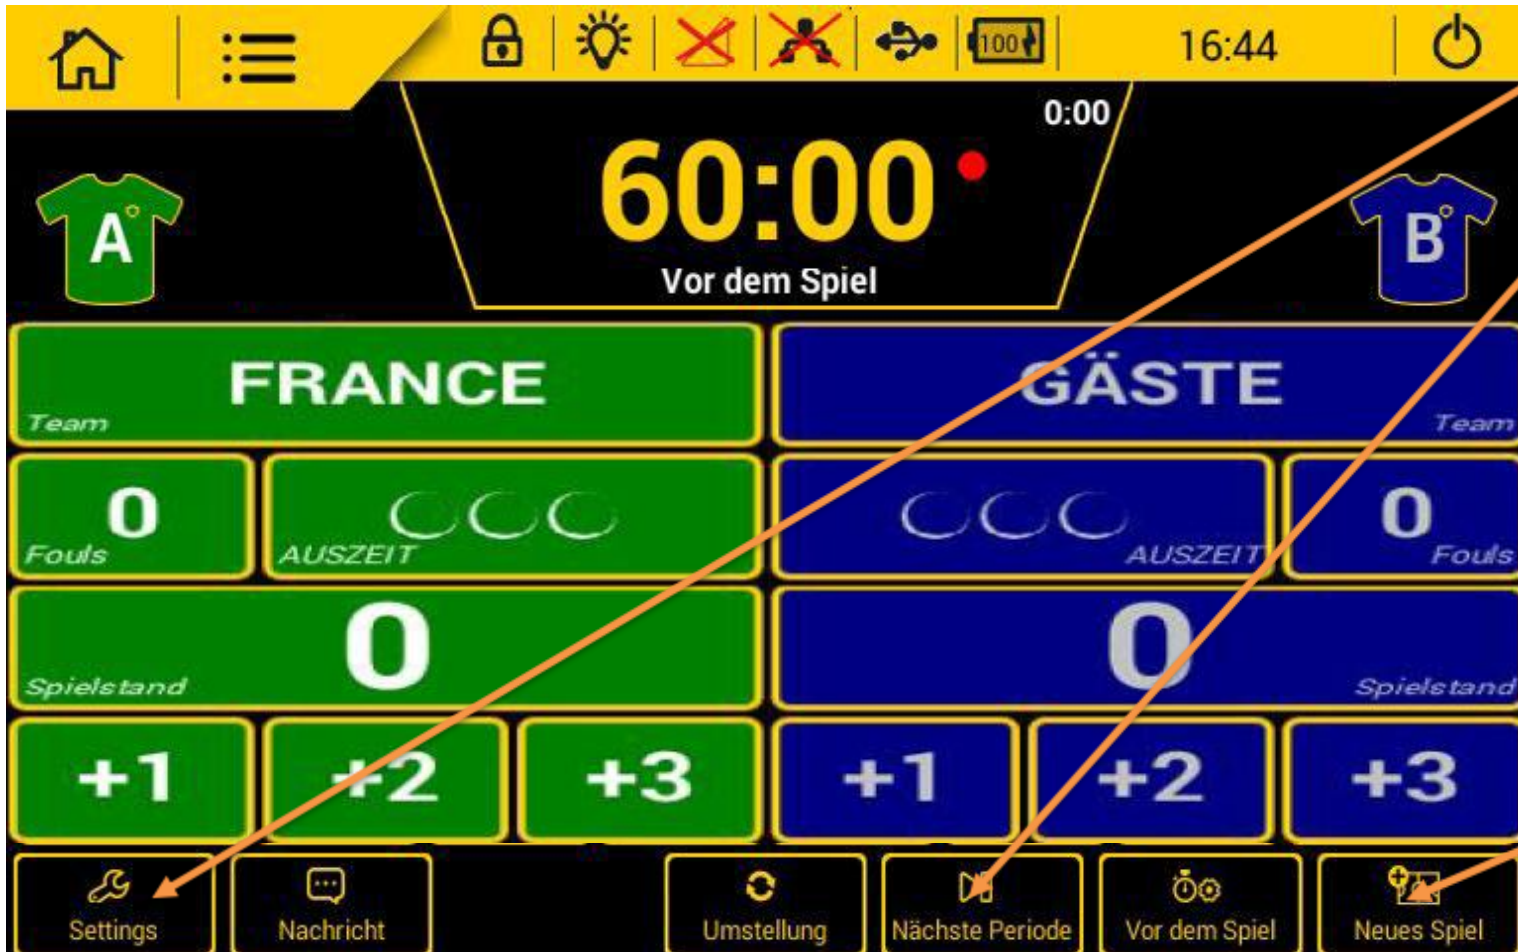 100
16:44
0:00
60:00
Vor dem Spiel
A
B
FRANCE
Team
GÄSTE
Team
0
Fouls
AUSZEIT
AUSZEIT
0
Fouls
0
Spielstand
0
Spielstand
+1 +2 +3 +1 +2 +3
Settings
Nachricht
Umstellung
Nächste Periode
Vor dem Spiel
Neues Spiel